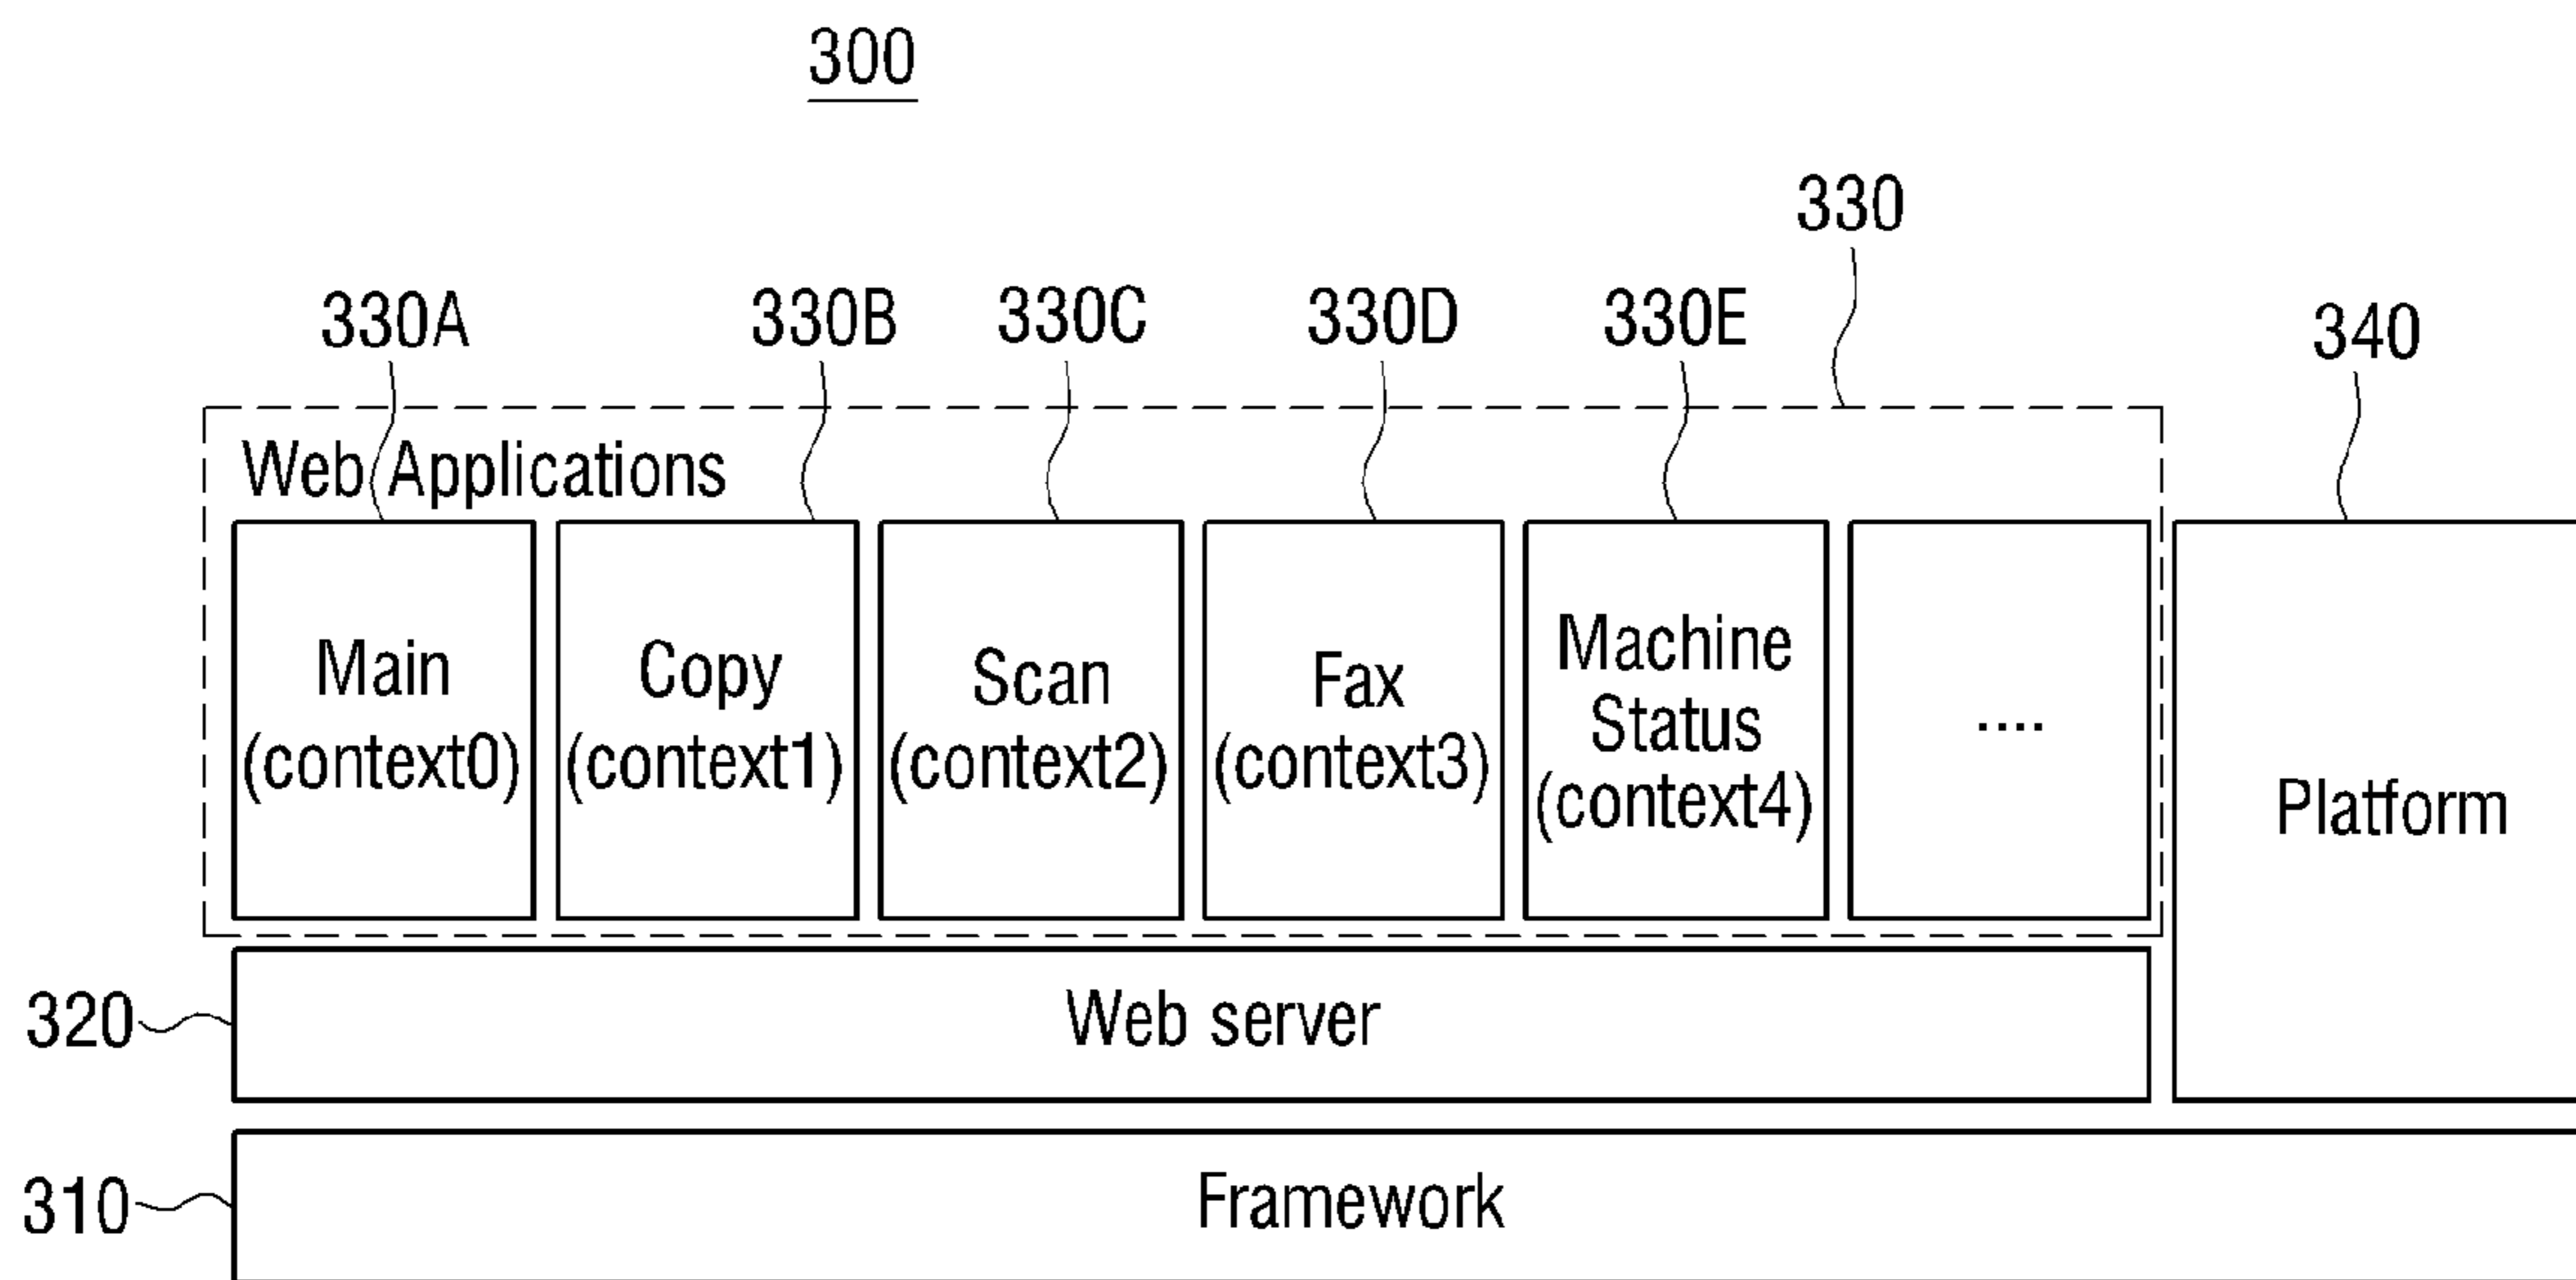 300
330
330A 330B 330C 330D 330E 340
Web Applications
Main
(context0)
Copy
(context1)
Scan
(context2)
Fax
(context3)
Machine
Status
(context4)
....
Platform
320
Web server
310
Framework